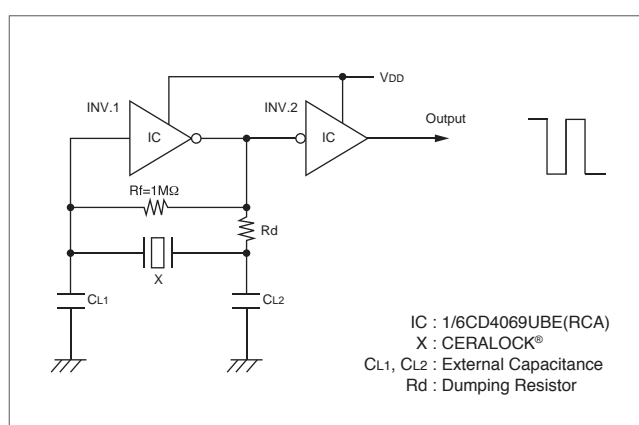 VDD
INV.1
INV.2
Output
IC
IC
Rf=1MΩ
Rd
X
CL1
CL2
IC : 1/6CD4069UBE(RCA)
X : CERALOCK®
CL1, CL2 : External Capacitance
Rd : Dumping Resistor